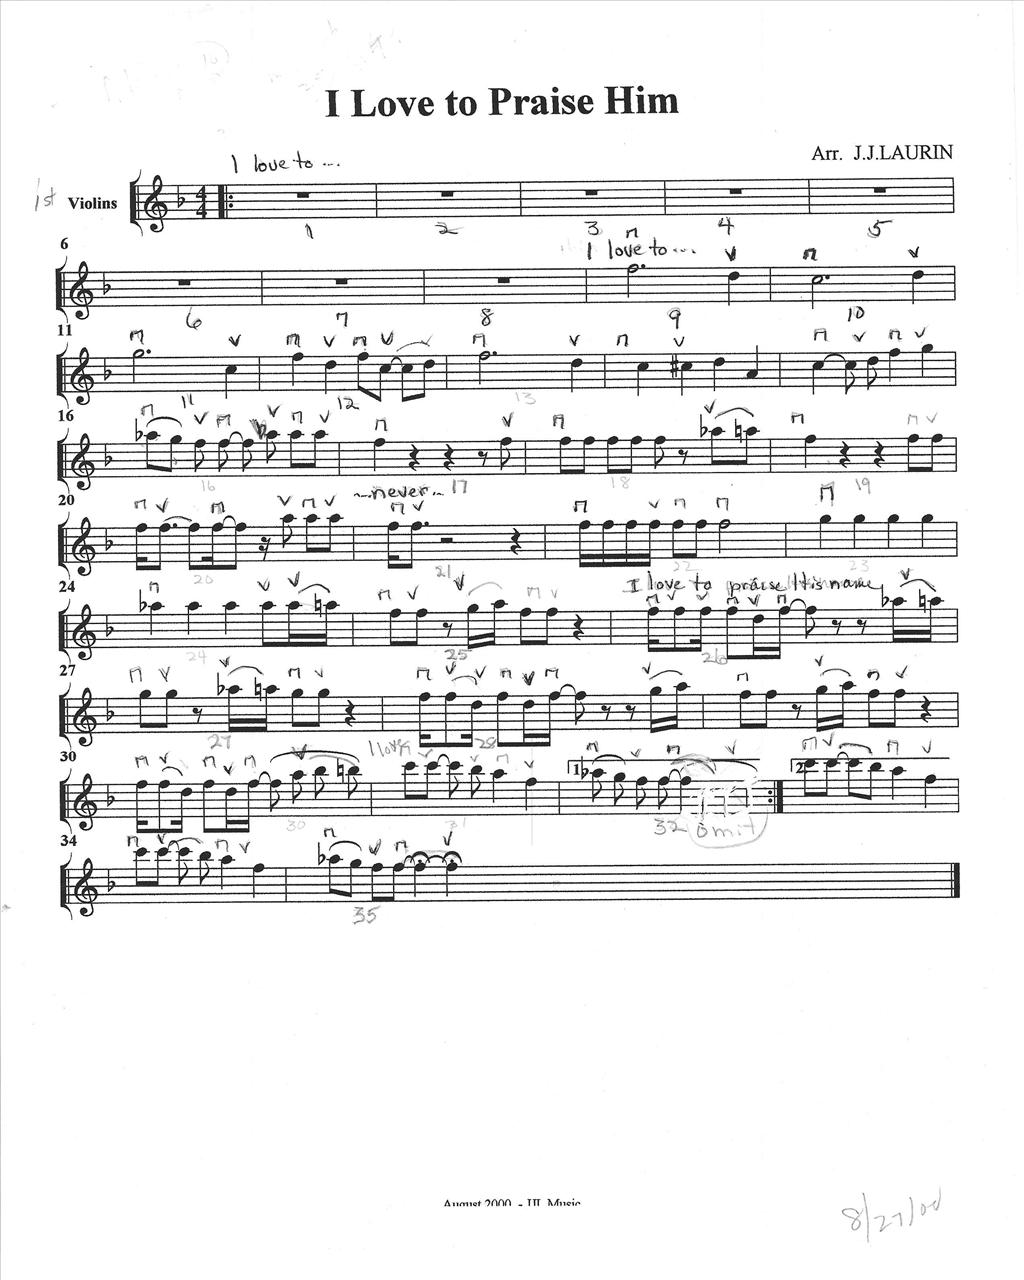 I Love to Praise Him
Arr. J.J.LAURIN
I love to ...
1st Violins
1 2 3 4 5
6
I love to ...
6 7 8 9 10
11
11 12 13
16
16 17 18 19
20
... never ...
20 21 22 23
24
I love to praise His name
24 25 26
27
27 28
30
I love
1. 2.
30 31 32 omit
34
35
August 2000 - JJL Music
8/27/00